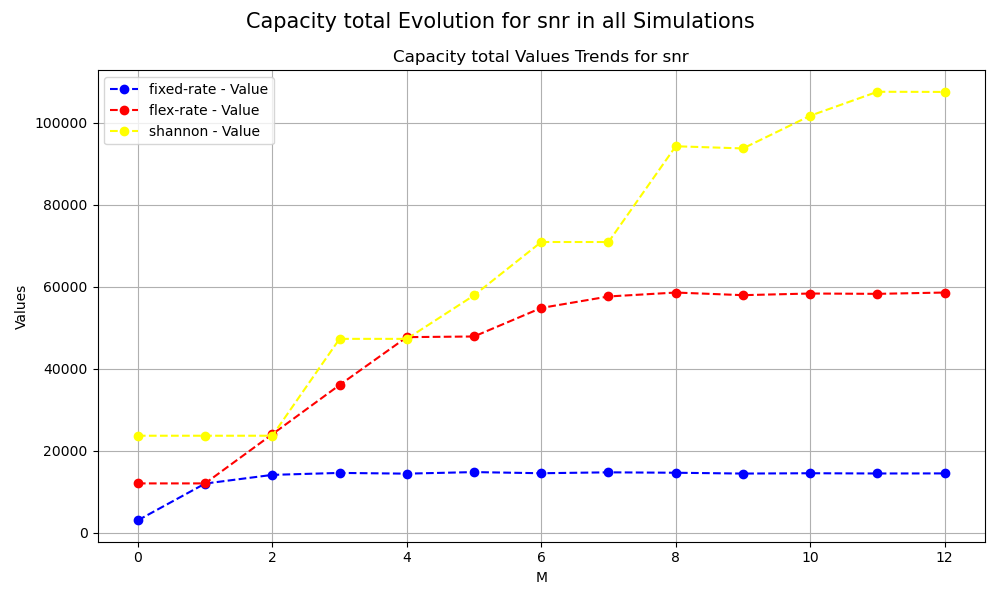 Capacity total Evolution for snr in all Simulations
Capacity total Values Trends for snr
fixed-rate - Value
flex-rate - Value
shannon - Value
100000
80000
60000
40000
20000
0
Values
0 2 4 6 8 10 12
M